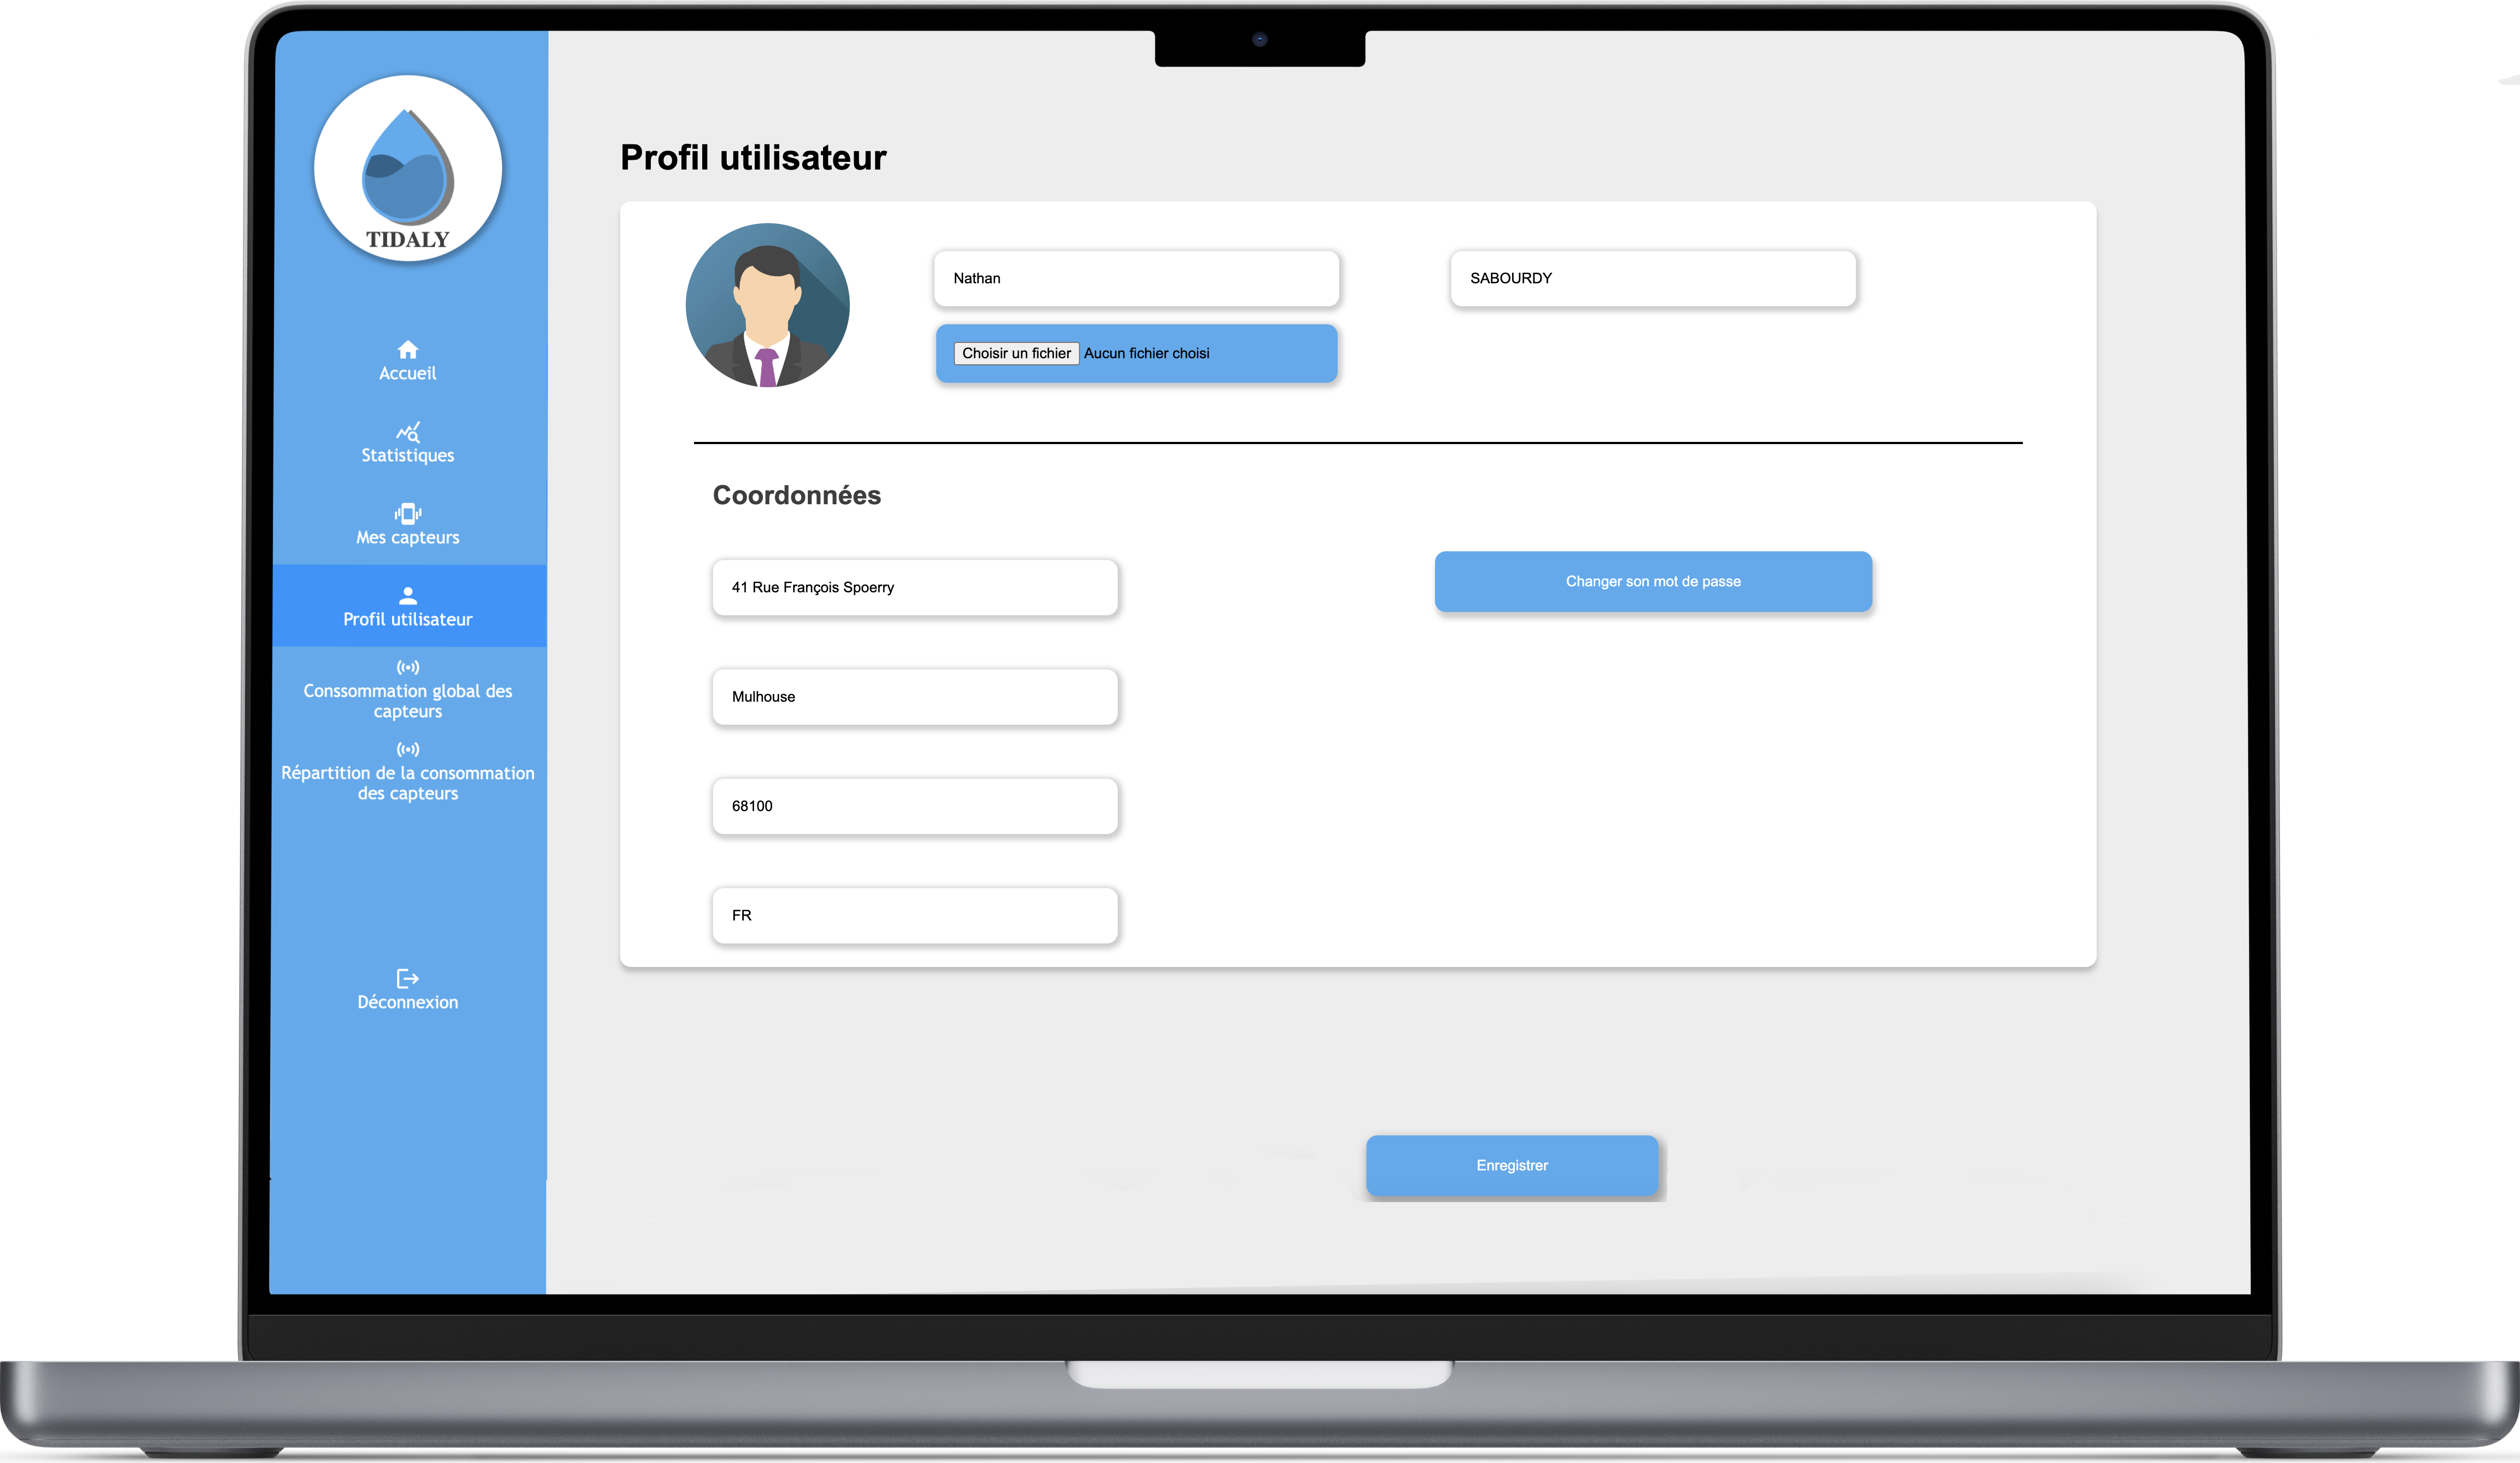 TIDALY
Accueil
Statistiques
Mes capteurs
Profil utilisateur
Conssommation global des
capteurs
Répartition de la consommation
des capteurs
Déconnexion
Profil utilisateur
Nathan
SABOURDY
Choisir un fichier Aucun fichier choisi
Coordonnées
41 Rue François Spoerry
Changer son mot de passe
Mulhouse
68100
FR
Enregistrer